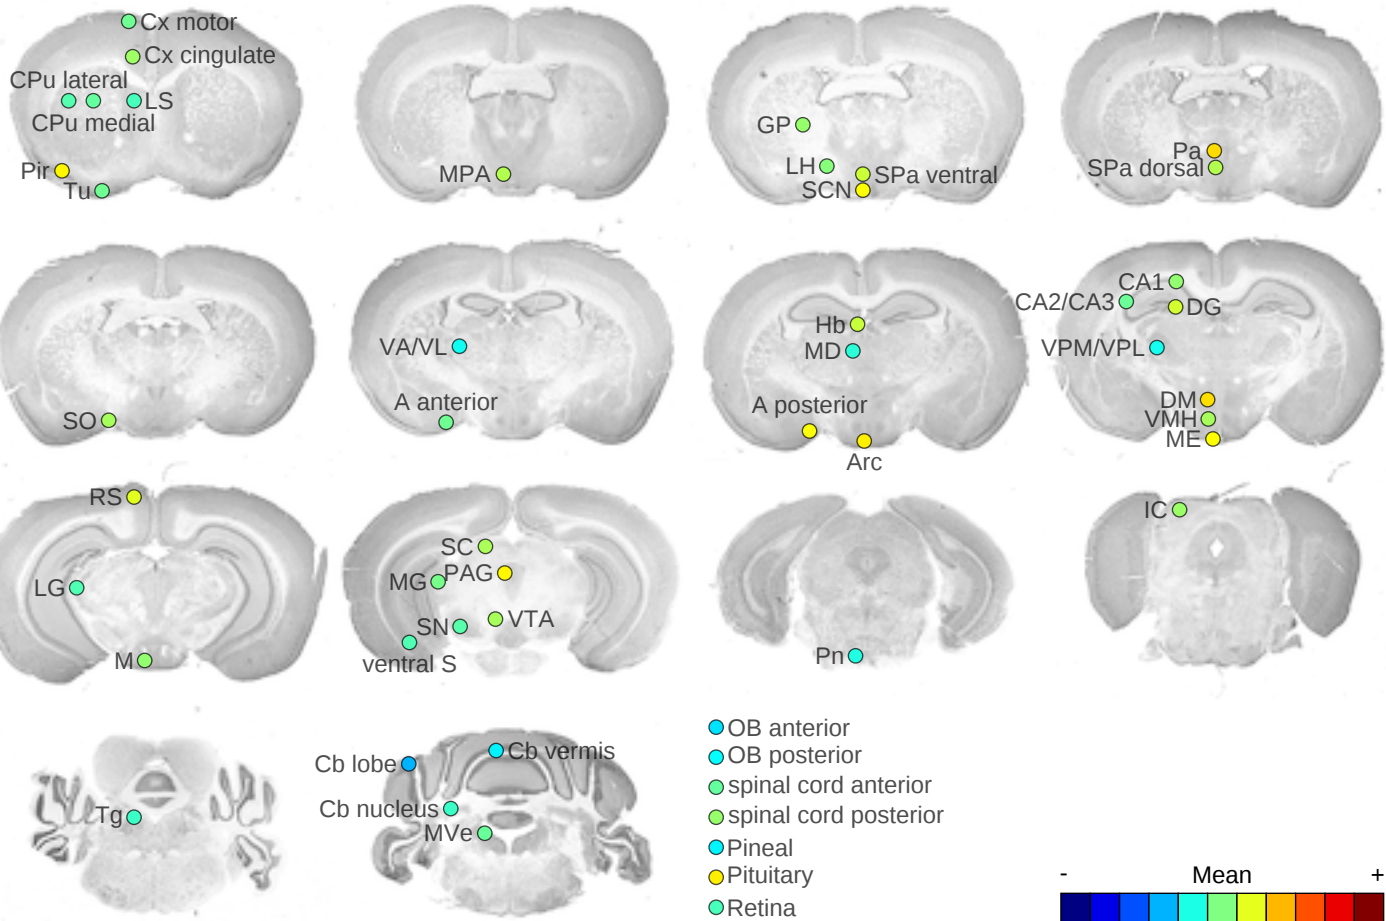 Cx motor
Cx cingulate
CPu lateral
LS
CPu medial
Pir
Tu
MPA
GP
LH
SPa ventral
SCN
Pa
SPa dorsal
SO
VA/VL
A anterior
Hb
MD
A posterior
Arc
CA1
CA2/CA3
DG
VPM/VPL
DM
VMH
ME
RS
LG
M
SC
MG
PAG
SN
VTA
ventral S
Pn
IC
Tg
Cb lobe
Cb vermis
Cb nucleus
MVe
OB anterior
OB posterior
spinal cord anterior
spinal cord posterior
Pineal
Pituitary
Retina
- Mean +